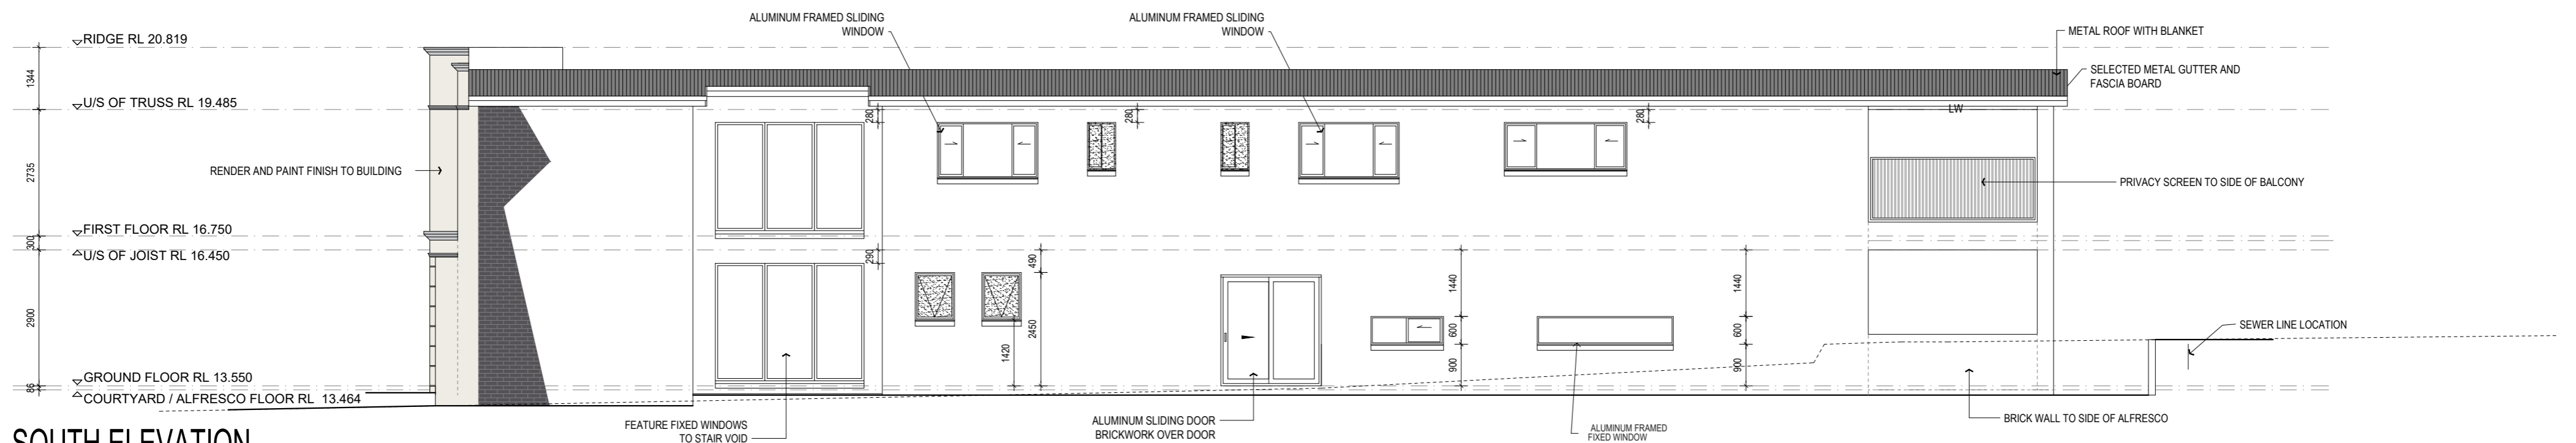 ALUMINUM FRAMED SLIDING
WINDOW
ALUMINUM FRAMED SLIDING
WINDOW
METAL ROOF WITH BLANKET
RIDGE RL 20.819
1344
SELECTED METAL GUTTER AND
FASCIA BOARD
U/S OF TRUSS RL 19.485
280
280
280
LW
2735
RENDER AND PAINT FINISH TO BUILDING
PRIVACY SCREEN TO SIDE OF BALCONY
FIRST FLOOR RL 16.750
300
U/S OF JOIST RL 16.450
290
490
1440
1440
2900
2450
1420
600
600
900
900
SEWER LINE LOCATION
GROUND FLOOR RL 13.550
86
COURTYARD / ALFRESCO FLOOR RL 13.464
FEATURE FIXED WINDOWS
TO STAIR VOID
ALUMINUM SLIDING DOOR
BRICKWORK OVER DOOR
ALUMINUM FRAMED
FIXED WINDOW
BRICK WALL TO SIDE OF ALFRESCO
SOUTH ELEVATION